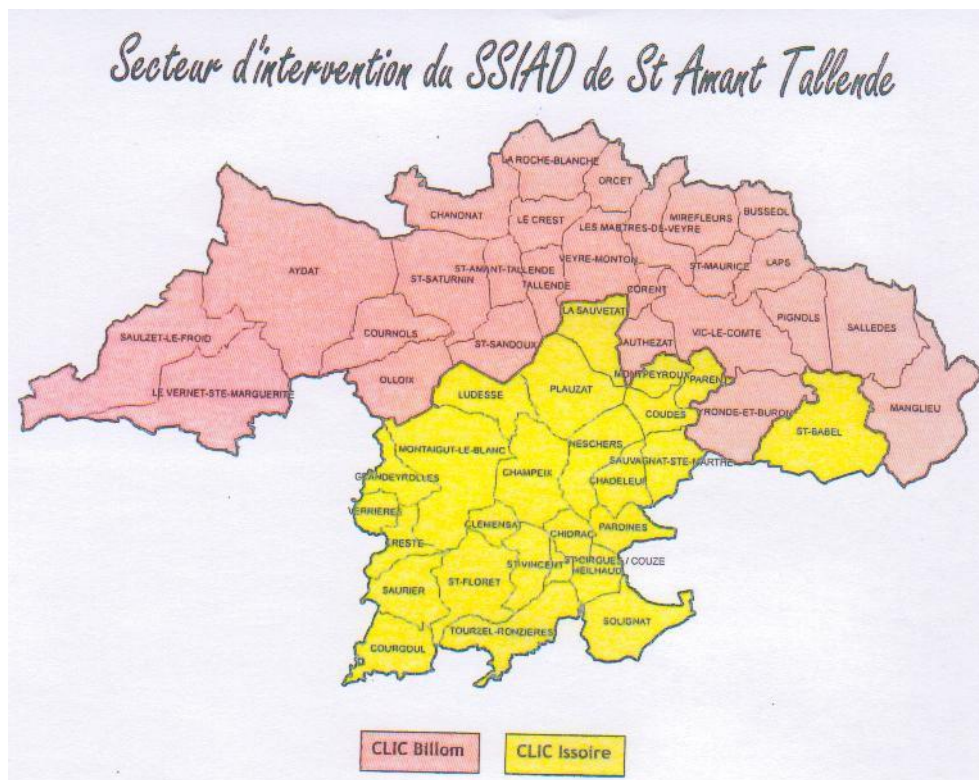 Secteur d'intervention du SSIAD de St Amant Tallende
LA ROCHE-BLANCHE
ORCET
CHANONAT
LE CREST
MIREFLEURS
BUSSEOL
LES MARTRES-DE-VEYRE
AYDAT
ST-SATURNIN
ST-AMANT-TALLENDE
TALLENDE
VEYRE-MONTON
ST-MAURICE
LAPS
CORENT
LA SAUVETAT
PIGNOLS
SALLEDES
SAULZET-LE-FROID
COURNOLS
ST-SANDOUX
AUTHEZAT
VIC-LE-COMTE
OLLOIX
LE VERNET-STE-MARGUERITE
LUDESSE
PLAUZAT
MONTPEYROUX
PARENT
COUDES
YRONDE-ET-BURON
MANGLIEU
ST-BABEL
MONTAIGUT-LE-BLANC
NESCHERS
SAUVAGNAT-STE-MARTHE
GRANDEYROLLES
CHAMPEIX
CHADELEUF
VERRIERES
CLEMENSAT
CHIDRAC
PARDINES
CRESTE
ST-VINCENT
ST-CIRGUES / COUZE
MEILHAUD
SAURIER
ST-FLORET
SOLIGNAT
TOURZEL-RONZIERES
COURGOUL
CLIC Billom
CLIC Issoire